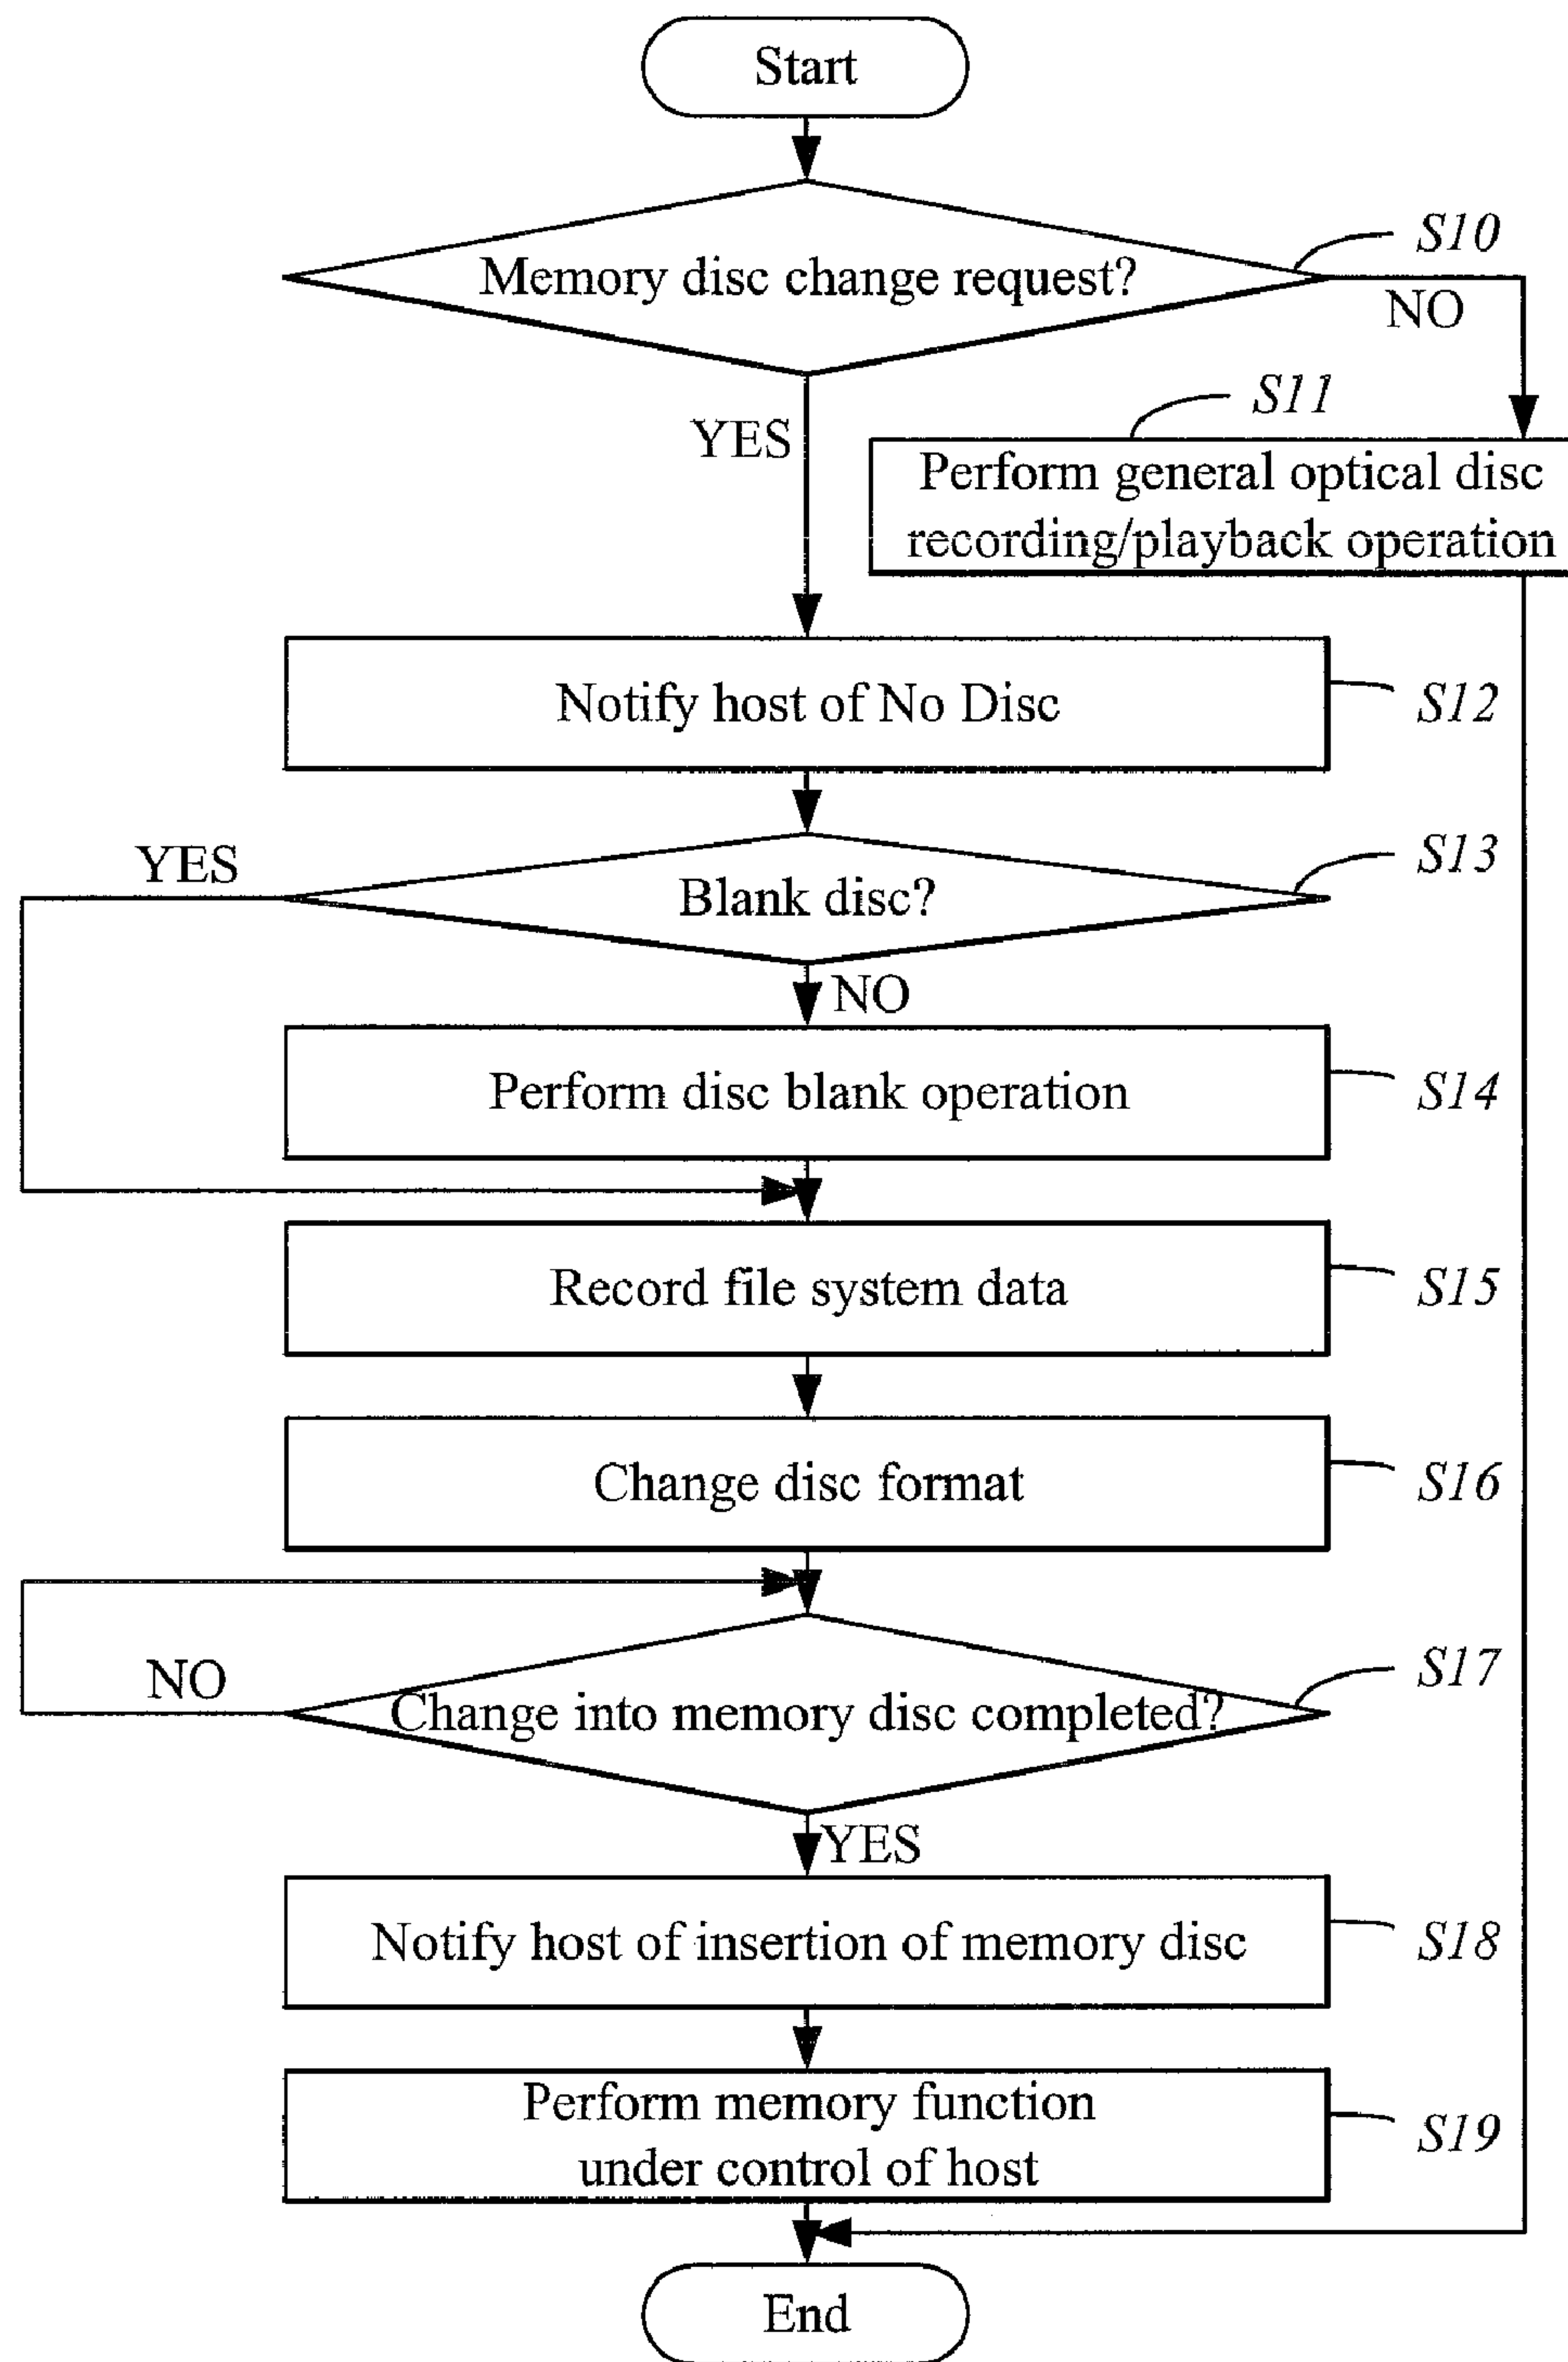 Start
Memory disc change request?
S10
NO
S11
YES
Perform general optical disc
recording/playback operation
Notify host of No Disc
S12
YES
Blank disc?
S13
NO
Perform disc blank operation
S14
Record file system data
S15
Change disc format
S16
NO
Change into memory disc completed?
S17
YES
Notify host of insertion of memory disc
S18
Perform memory function
under control of host
S19
End